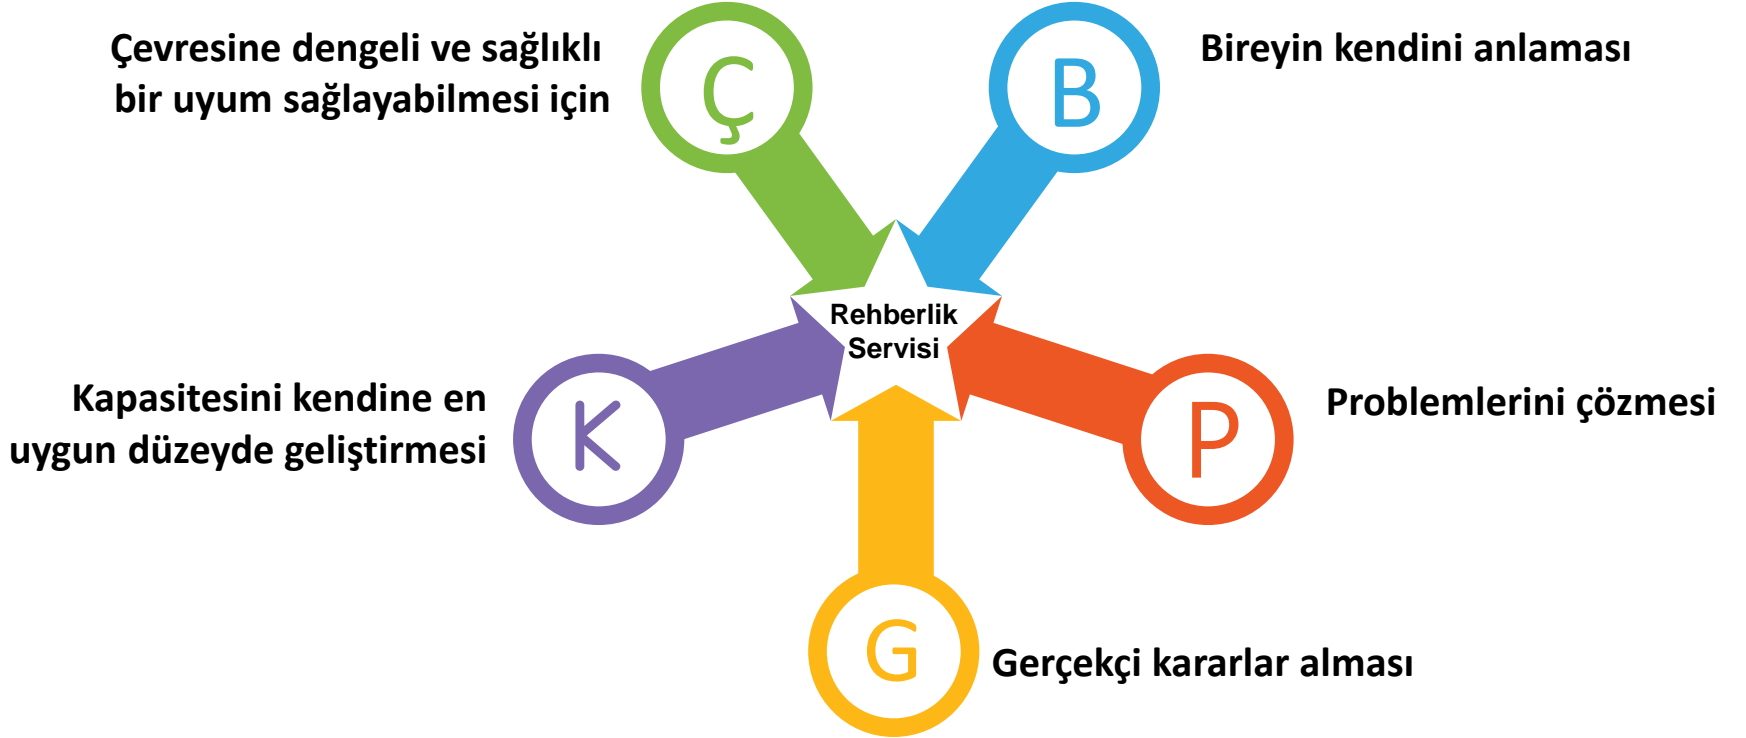 Çevresine dengeli ve sağlıklı
bir uyum sağlayabilmesi için
Ç
B
Bireyin kendini anlaması
Rehberlik
Servisi
Kapasitesini kendine en
uygun düzeyde geliştirmesi
K
P
Problemlerini çözmesi
G
Gerçekçi kararlar alması